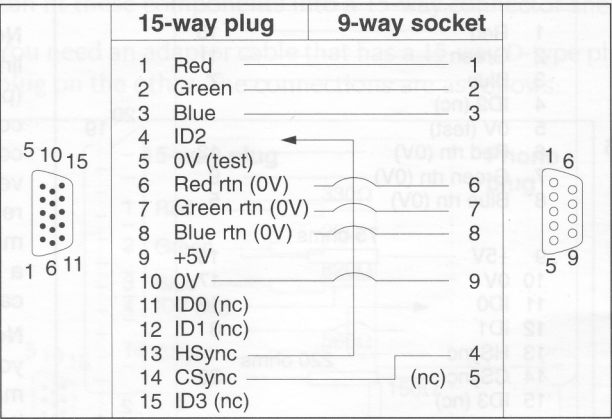 15-way plug 9-way socket
1 Red 1
2 Green 2
3 Blue 3
4 ID2
5 0V (test)
6 Red rtn (0V) 6
7 Green rtn (0V) 7
8 Blue rtn (0V) 8
9 +5V
10 0V 9
11 ID0 (nc)
12 ID1 (nc)
13 HSync 4
14 CSync (nc) 5
15 ID3 (nc)
5 10 15
1 6 11
1 6
5 9